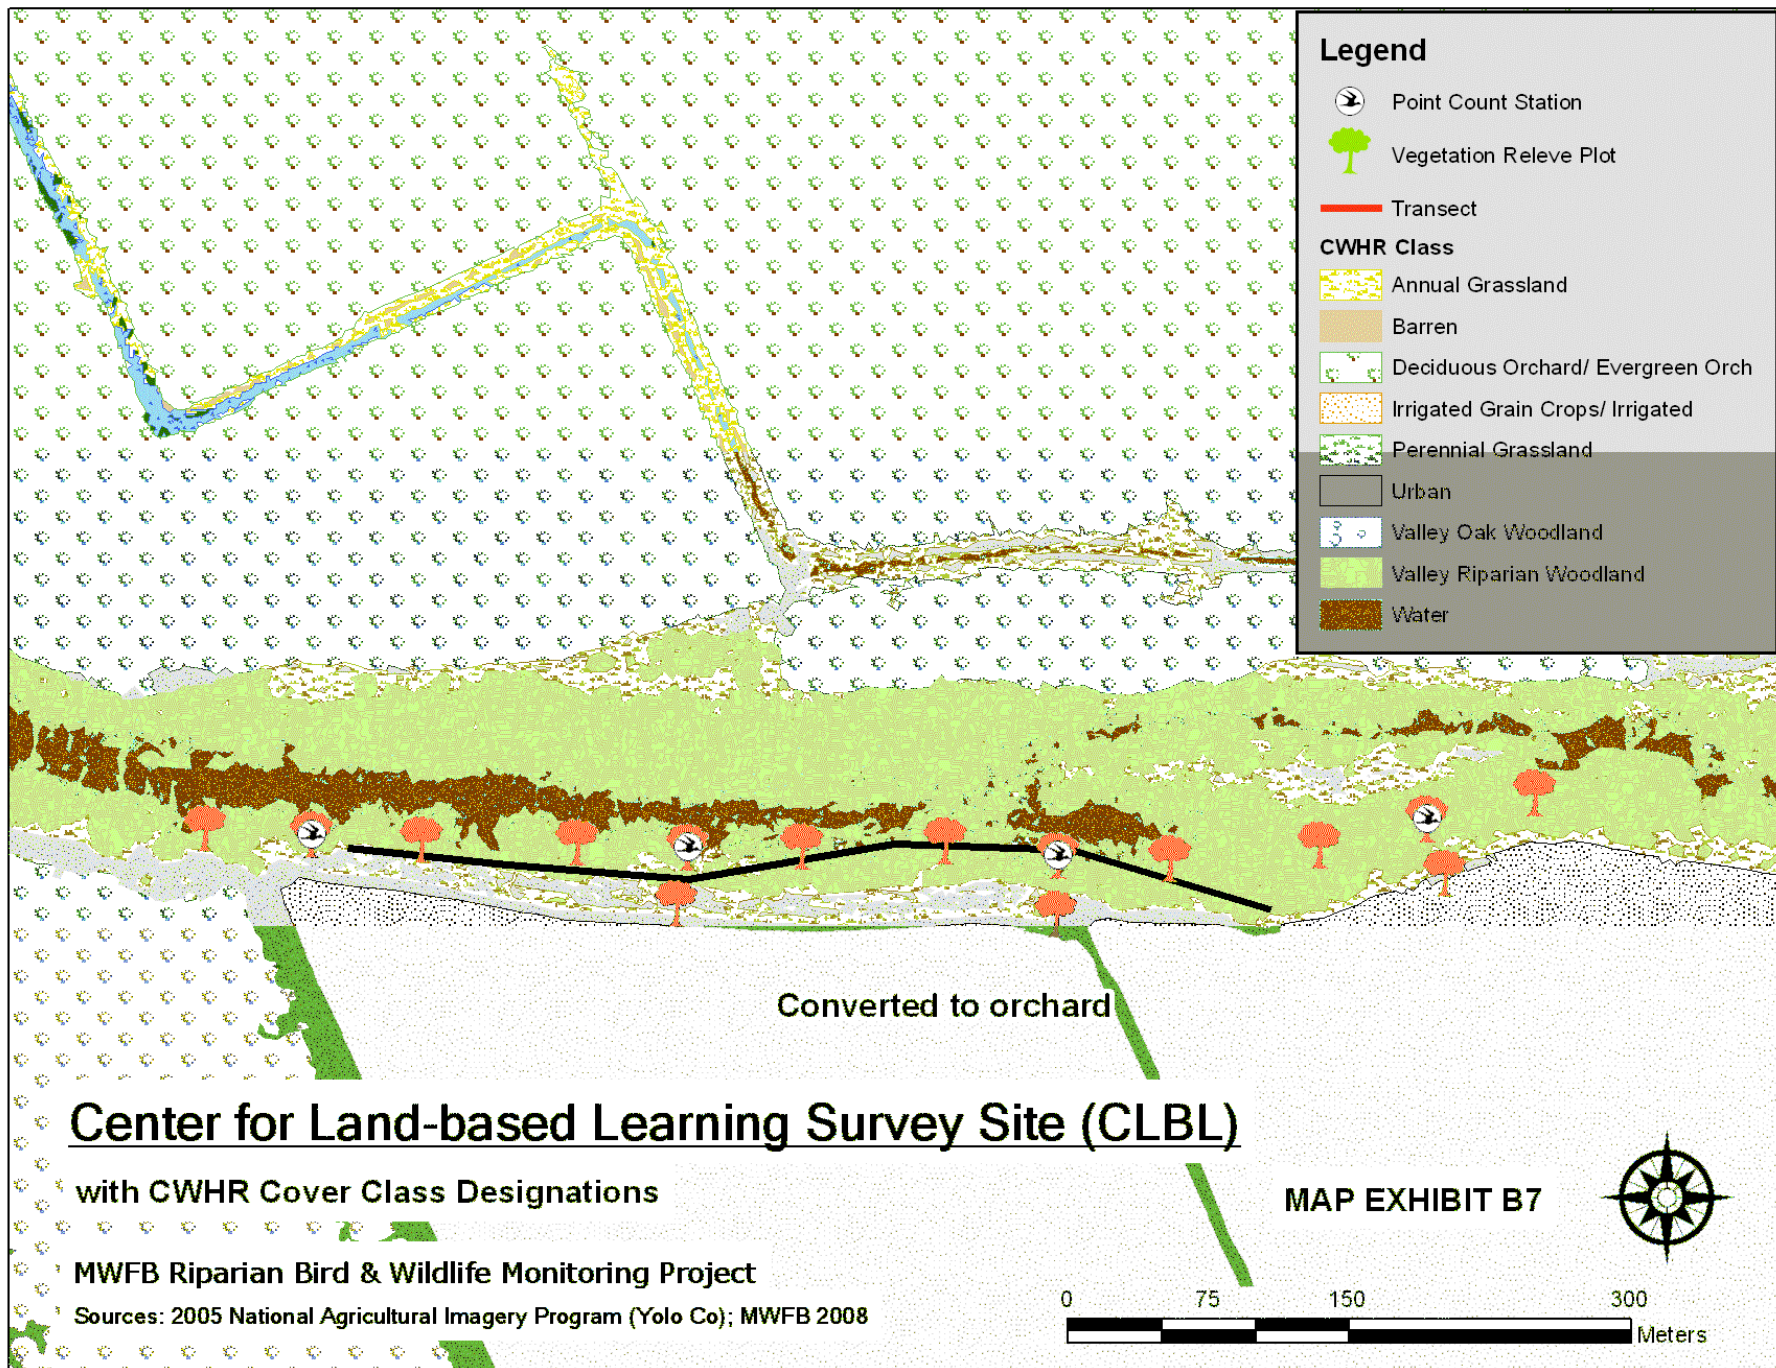 Legend
Point Count Station
Vegetation Releve Plot
Transect
CWHR Class
Annual Grassland
Barren
Deciduous Orchard/ Evergreen Orch
Irrigated Grain Crops/ Irrigated
Perennial Grassland
Urban
Valley Oak Woodland
Valley Riparian Woodland
Water
Converted to orchard
Center for Land-based Learning Survey Site (CLBL)
with CWHR Cover Class Designations
MAP EXHIBIT B7
MWFB Riparian Bird & Wildlife Monitoring Project
Sources: 2005 National Agricultural Imagery Program (Yolo Co); MWFB 2008
0 75 150 300
Meters